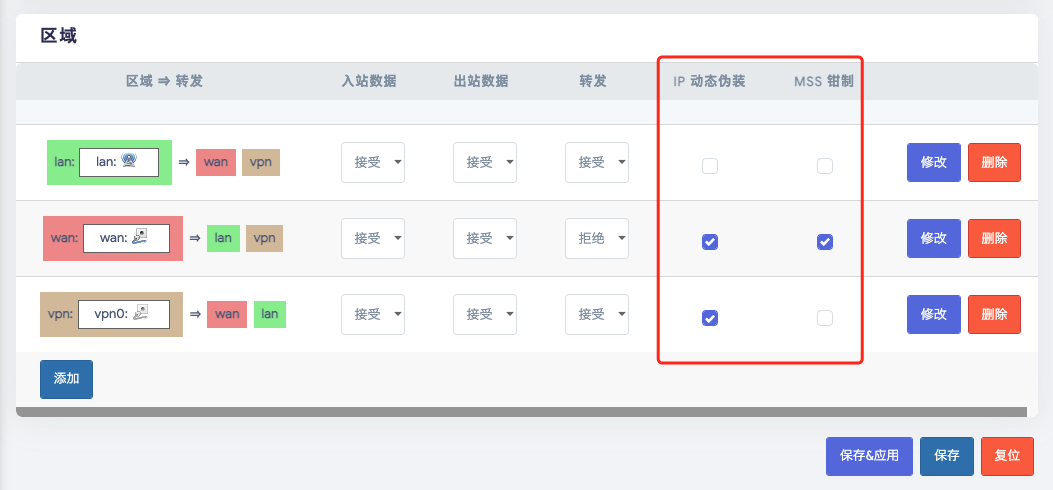 区域
区域 ⇒ 转发 入站数据 出站数据 转发 IP 动态伪装 MSS 钳制
lan: lan: ⇒ wan vpn 接受 接受 接受 修改 删除
wan: wan: ⇒ lan vpn 接受 接受 拒绝 修改 删除
vpn: vpn0: ⇒ wan lan 接受 接受 接受 修改 删除
添加
保存&应用 保存 复位